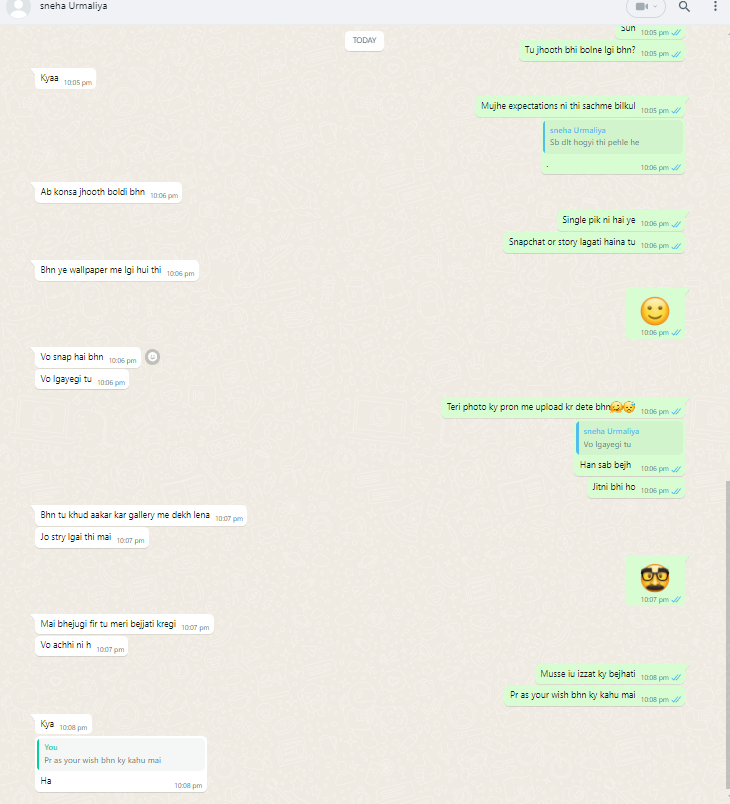 sneha Urmaliya
TODAY
Sun 10:05 pm
Tu jhooth bhi bolne lgi bhn? 10:05 pm
Kyaa 10:05 pm
Mujhe expectations ni thi sachme bilkul 10:05 pm
sneha Urmaliya
Sb dlt hogyi thi pehle he
. 10:06 pm
Ab konsa jhooth boldi bhn 10:06 pm
Single pik ni hai ye 10:06 pm
Snapchat or story lagati haina tu 10:06 pm
Bhn ye wallpaper me lgi hui thi 10:06 pm
🙂
10:06 pm
Vo snap hai bhn 10:06 pm
Vo lgayegi tu 10:06 pm
Teri photo ky pron me upload kr dete bhn🤗😴 10:06 pm
sneha Urmaliya
Vo lgayegi tu
Han sab bejh 10:06 pm
Jitni bhi ho 10:06 pm
Bhn tu khud aakar kar gallery me dekh lena 10:07 pm
Jo stry lgai thi mai 10:07 pm
🥸
10:07 pm
Mai bhejugi fir tu meri bejjati kregi 10:07 pm
Vo achhi ni h 10:07 pm
Musse iu izzat ky bejhati 10:08 pm
Pr as your wish bhn ky kahu mai 10:08 pm
Kya 10:08 pm
You
Pr as your wish bhn ky kahu mai
Ha 10:08 pm